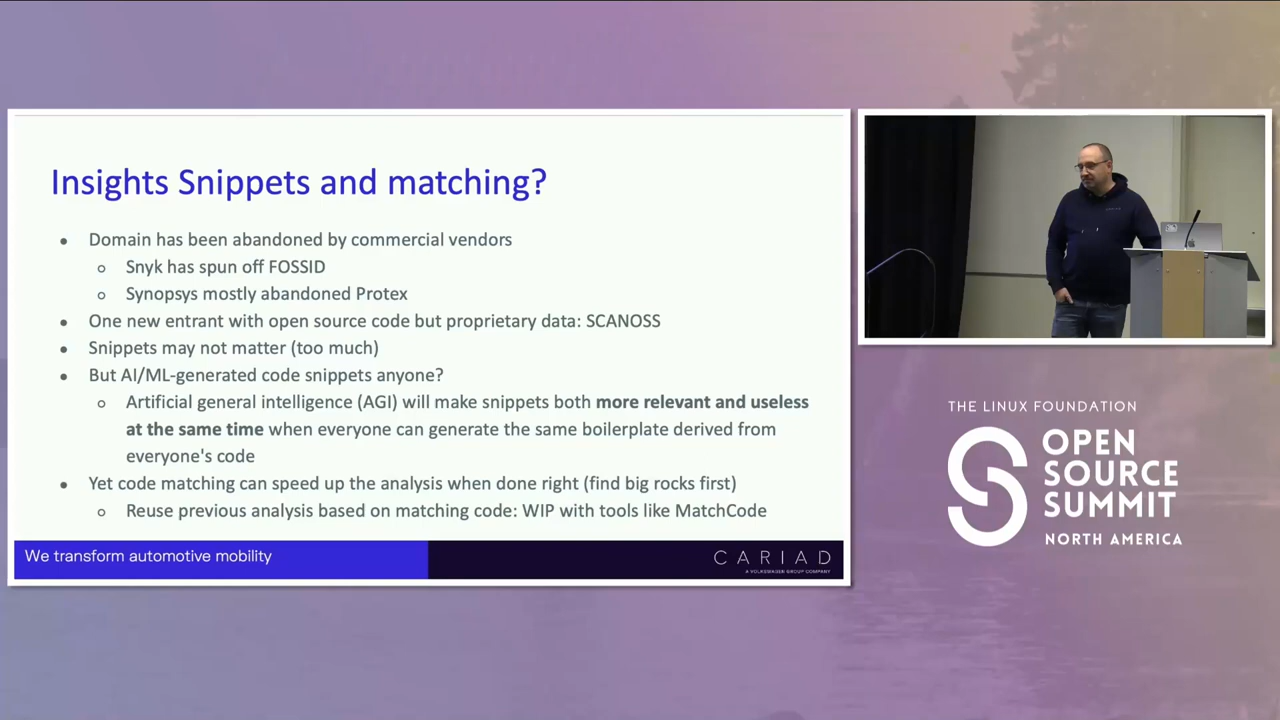 Insights Snippets and matching?
• Domain has been abandoned by commercial vendors
o Snyk has spun off FOSSID
o Synopsys mostly abandoned Protex
• One new entrant with open source code but proprietary data: SCANOSS
• Snippets may not matter (too much)
• But AI/ML-generated code snippets anyone?
o Artificial general intelligence (AGI) will make snippets both more relevant and useless
at the same time when everyone can generate the same boilerplate derived from
everyone's code
• Yet code matching can speed up the analysis when done right (find big rocks first)
o Reuse previous analysis based on matching code: WIP with tools like MatchCode
We transform automotive mobility
CARIAD
A VOLKSWAGEN GROUP COMPANY
THE LINUX FOUNDATION
OPEN
SOURCE
SUMMIT
NORTH AMERICA